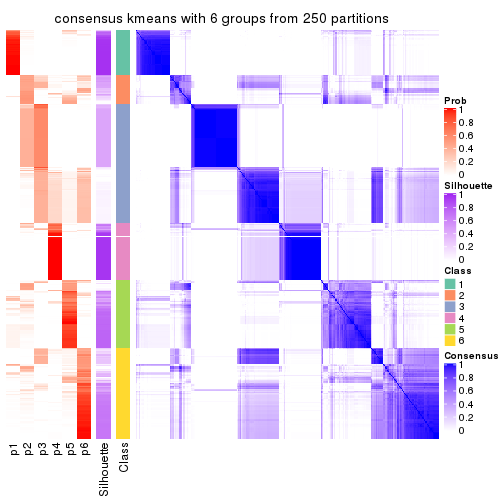 consensus kmeans with 6 groups from 250 partitions
Prob
1
0.8
0.6
0.4
0.2
0
Silhouette
1
0.8
0.6
0.4
0.2
0
Class
1
2
3
4
5
6
Consensus
1
0.8
0.6
0.4
0.2
0
p1
p2
p3
p4
p5
p6
Silhouette
Class